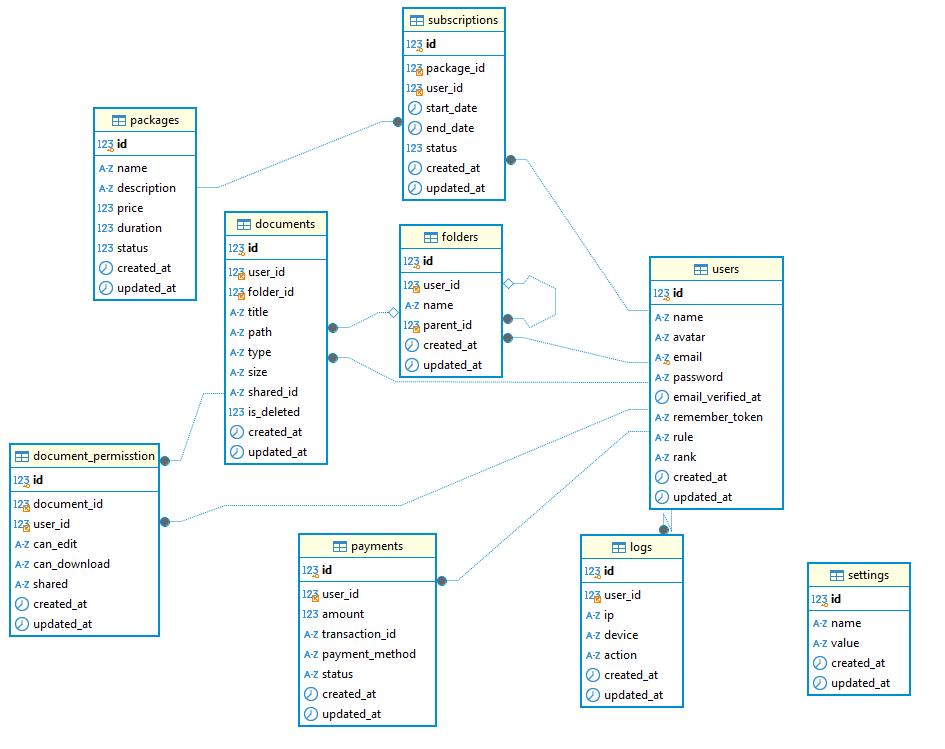 subscriptions
123 id
123 package_id
123 user_id
start_date
end_date
123 status
created_at
updated_at
packages
123 id
A-Z name
A-Z description
123 price
123 duration
123 status
created_at
updated_at
documents
123 id
123 user_id
123 folder_id
A-Z title
A-Z path
A-Z type
A-Z size
A-Z shared_id
123 is_deleted
created_at
updated_at
folders
123 id
123 user_id
A-Z name
123 parent_id
created_at
updated_at
users
123 id
A-Z name
A-Z avatar
A-Z email
A-Z password
email_verified_at
A-Z remember_token
A-Z rule
A-Z rank
created_at
updated_at
document_permisstion
123 id
123 document_id
123 user_id
A-Z can_edit
A-Z can_download
A-Z shared
created_at
updated_at
payments
123 id
123 user_id
123 amount
A-Z transaction_id
A-Z payment_method
A-Z status
created_at
updated_at
logs
123 id
123 user_id
A-Z ip
A-Z device
A-Z action
created_at
updated_at
settings
123 id
A-Z name
A-Z value
created_at
updated_at